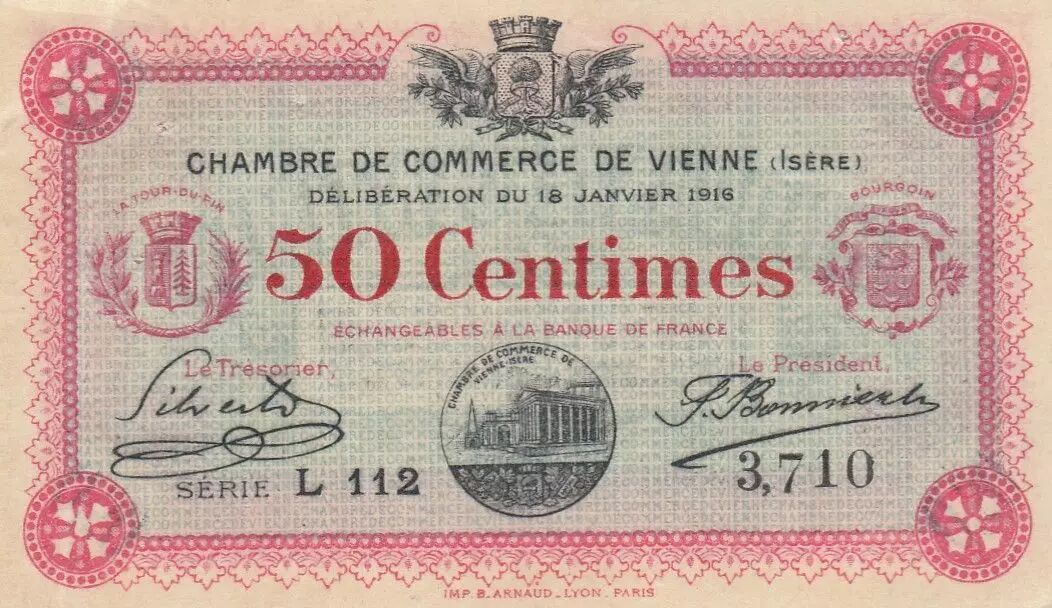 CHAMBRE DE COMMERCE DE VIENNE (ISÈRE)
DÉLIBÉRATION DU 18 JANVIER 1916
LA TOUR-DU-PIN
BOURGOIN
50 Centimes
ÉCHANGEABLES À LA BANQUE DE FRANCE
Le Trésorier,
CHAMBRE DE COMMERCE DE
VIENNE-ISÈRE
Le Président,
SÉRIE L 112
3,710
IMP. B. ARNAUD _ LYON _ PARIS